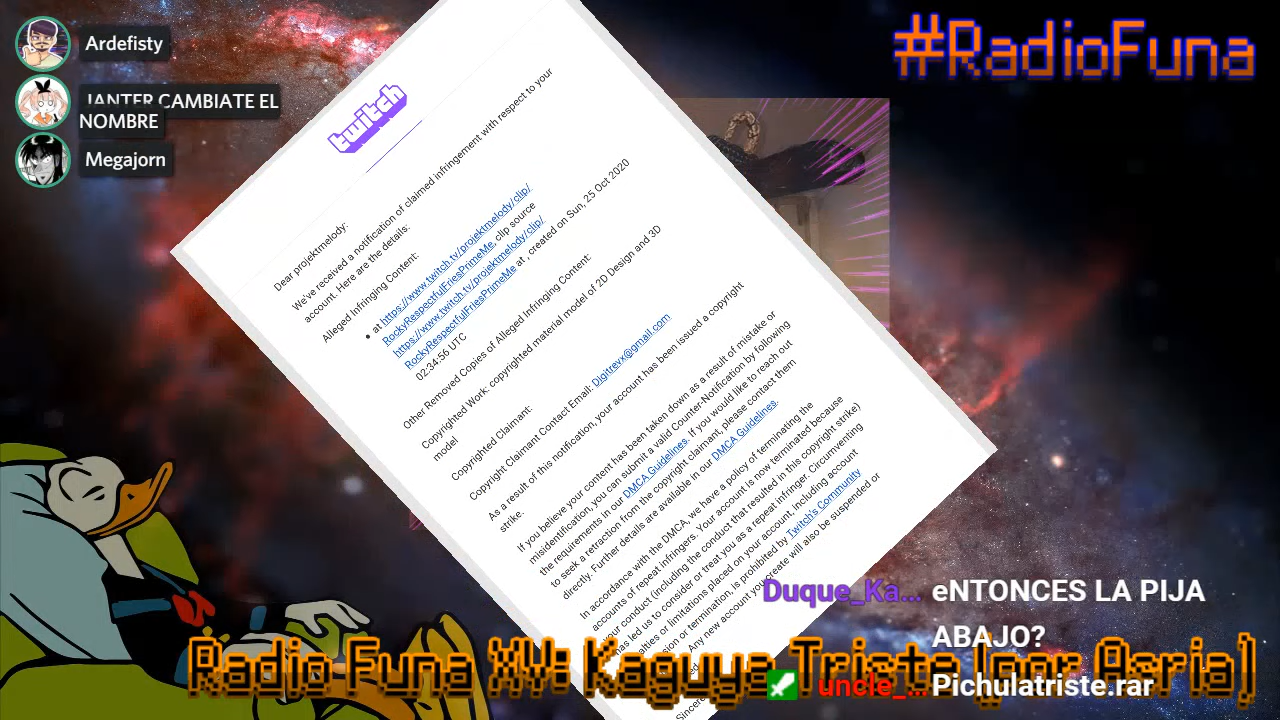 Ardefisty
JANTER CAMBIATE EL
NOMBRE
Megajorn
#RadioFuna
twitch
Dear projektmelody:
We've received a notification of claimed infringement with respect to your
account. Here are the details:
Alleged Infringing Content:
• at https://www.twitch.tv/projektmelody/clip/
RockyRespectfulFriesPrimeMe, clip source
https://www.twitch.tv/projektmelody/clip/
RockyRespectfulFriesPrimeMe at , created on Sun, 25 Oct 2020
02:34:56 UTC
Other Removed Copies of Alleged Infringing Content:
Copyrighted Work: copyrighted material model of 2D Design and 3D
model
Copyrighted Claimant:
Copyright Claimant Contact Email: Digitrevx@gmail.com
As a result of this notification, your account has been issued a copyright
strike.
If you believe your content has been taken down as a result of mistake or
misidentification, you can submit a valid Counter-Notification by following
the requirements in our DMCA Guidelines. If you would like to reach out
to seek a retraction from the copyright claimant, please contact them
directly. Further details are available in our DMCA Guidelines.
In accordance with the DMCA, we have a policy of terminating the
accounts of repeat infringers. Your account is now terminated because
your conduct (including the conduct that resulted in this copyright strike)
has led us to consider or treat you as a repeat infringer. Circumventing
alties or limitations placed on your account, including account
sion or termination, is prohibited by Twitch's Community
Any new account you create will also be suspended or
Duque_Ka... eNTONCES LA PIJA
ABAJO?
uncle_... Pichulatriste.rar
Radio Funa XV: Kaguya Triste (por Asria)